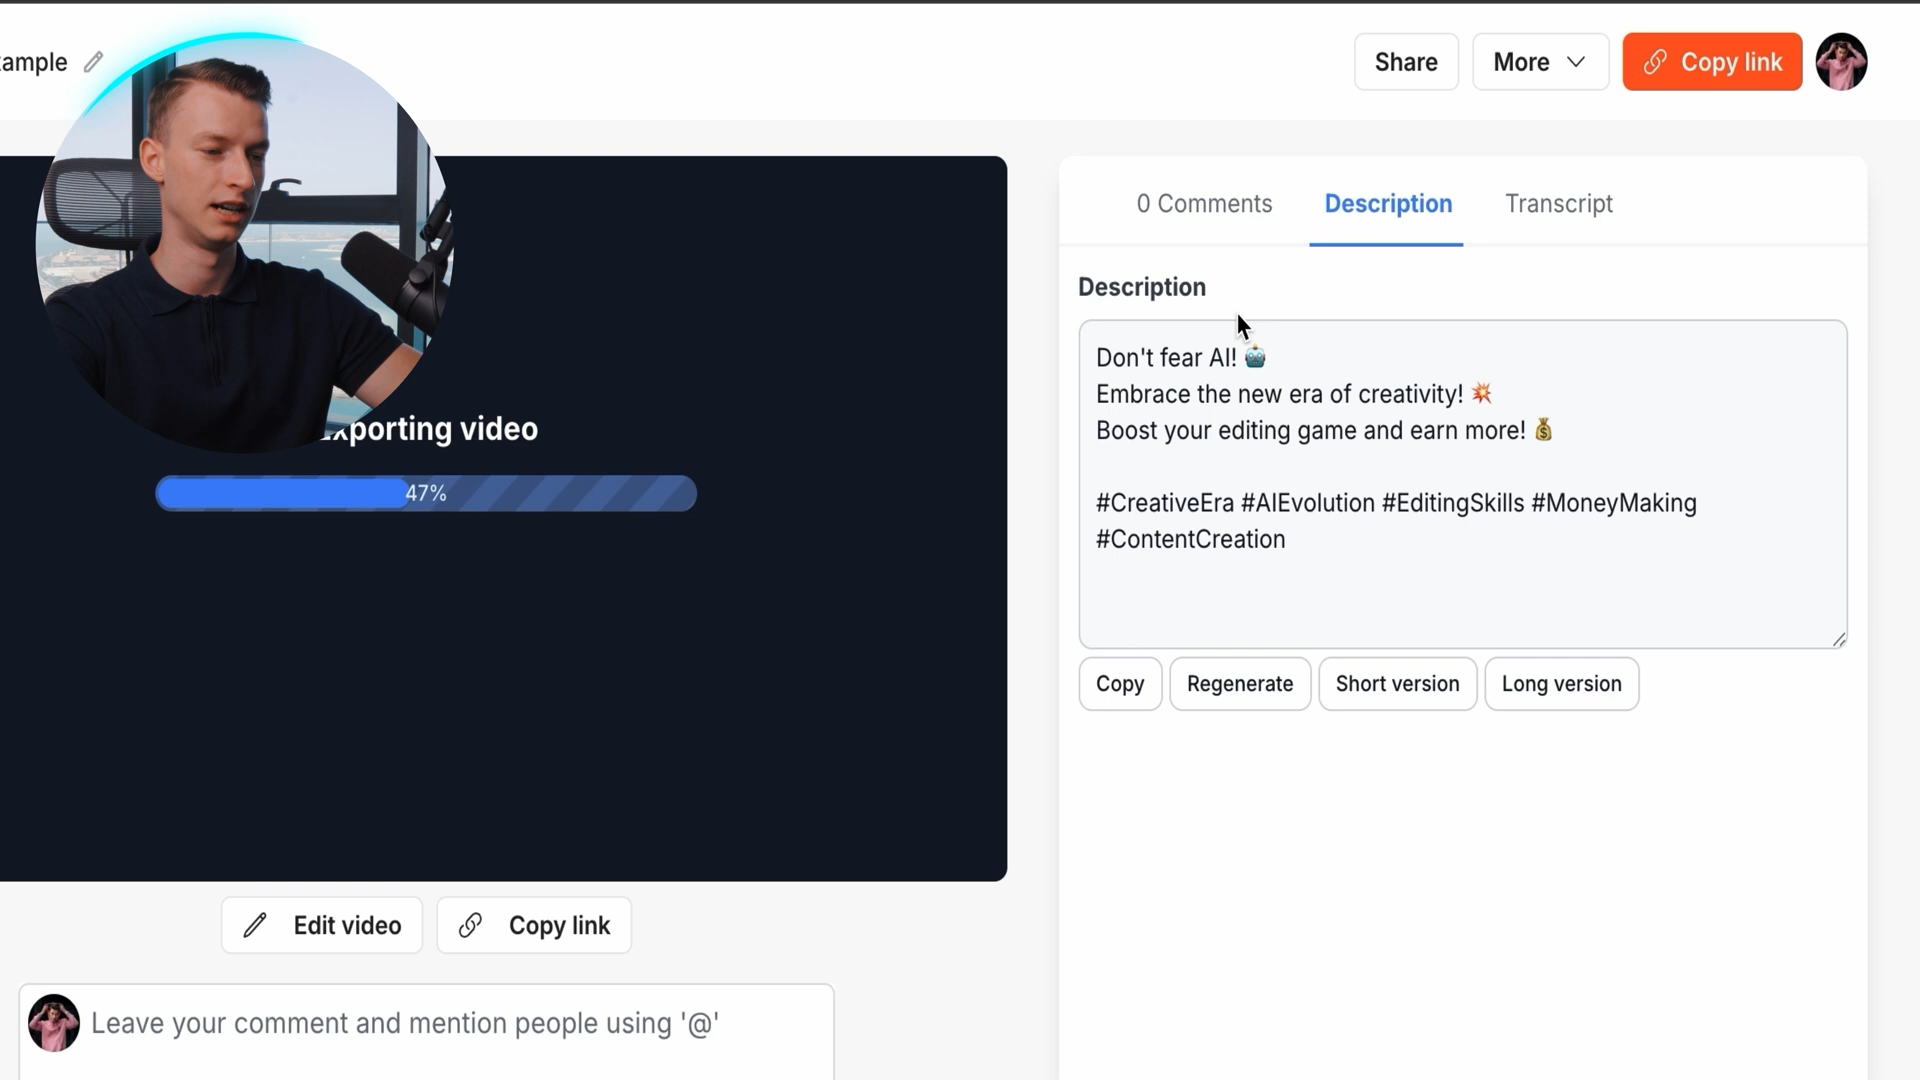 Share
More
Copy link
0 Comments
Description
Transcript
Description
Don't fear AI! 🤖
Embrace the new era of creativity! 💥
Boost your editing game and earn more! 💰
#CreativeEra #AIEvolution #EditingSkills #MoneyMaking
#ContentCreation
Copy
Regenerate
Short version
Long version
video
47%
Edit video
Copy link
Leave your comment and mention people using '@'